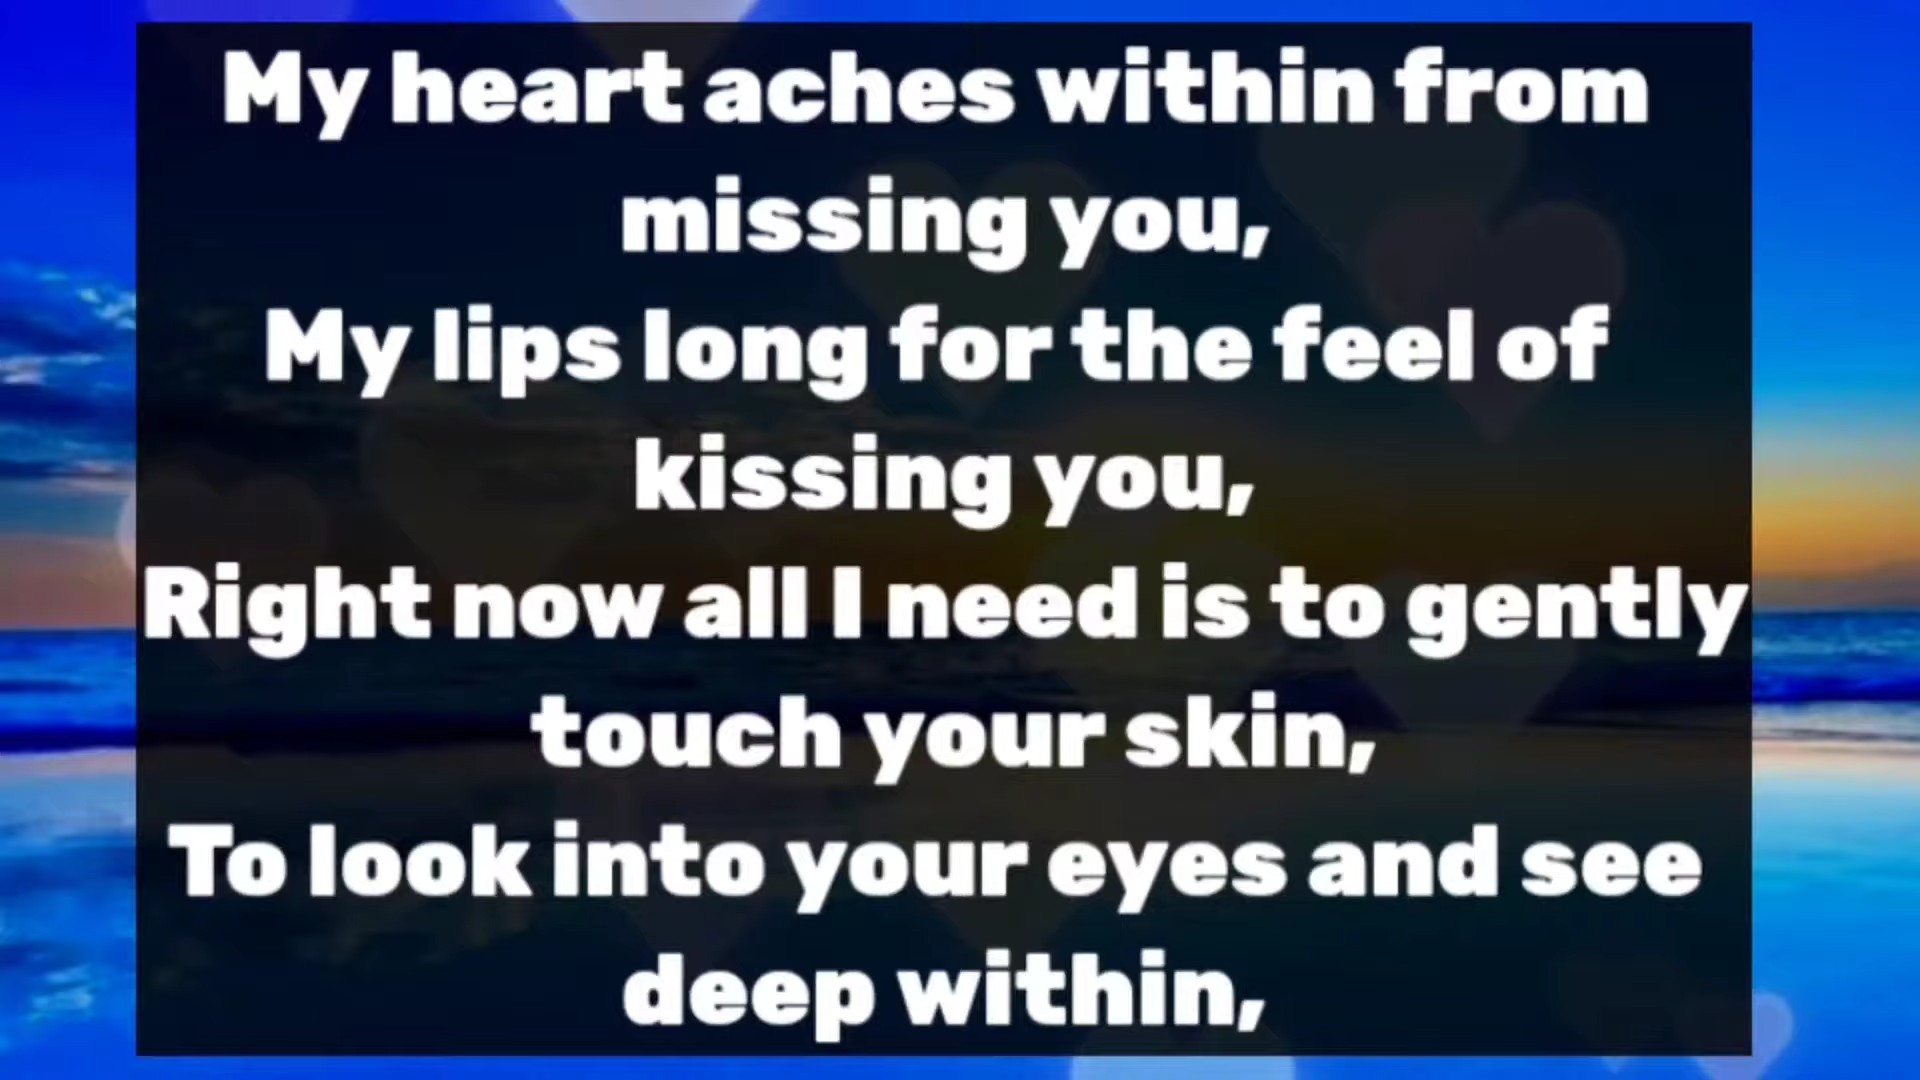 My heart aches within from
missing you,
My lips long for the feel of
kissing you,
Right now all I need is to gently
touch your skin,
To look into your eyes and see
deep within,